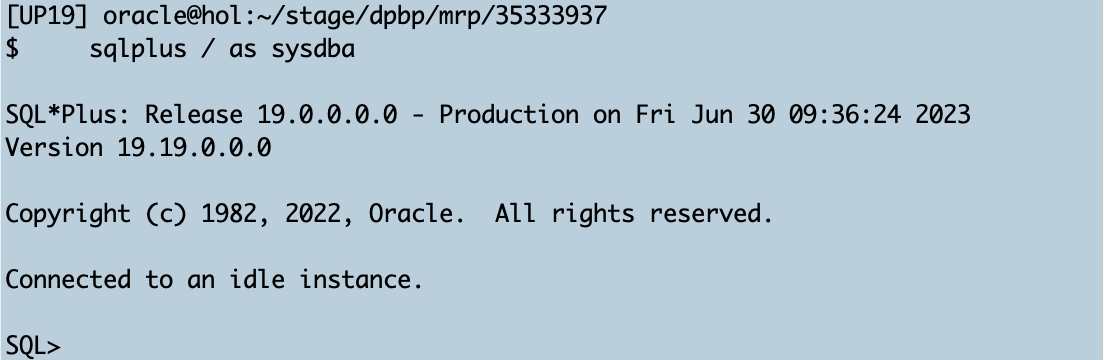 [UP19] oracle@hol:~/stage/dpbp/mrp/35333937
$     sqlplus / as sysdba
SQL*Plus: Release 19.0.0.0.0 - Production on Fri Jun 30 09:36:24 2023
Version 19.19.0.0.0
Copyright (c) 1982, 2022, Oracle.  All rights reserved.
Connected to an idle instance.
SQL>